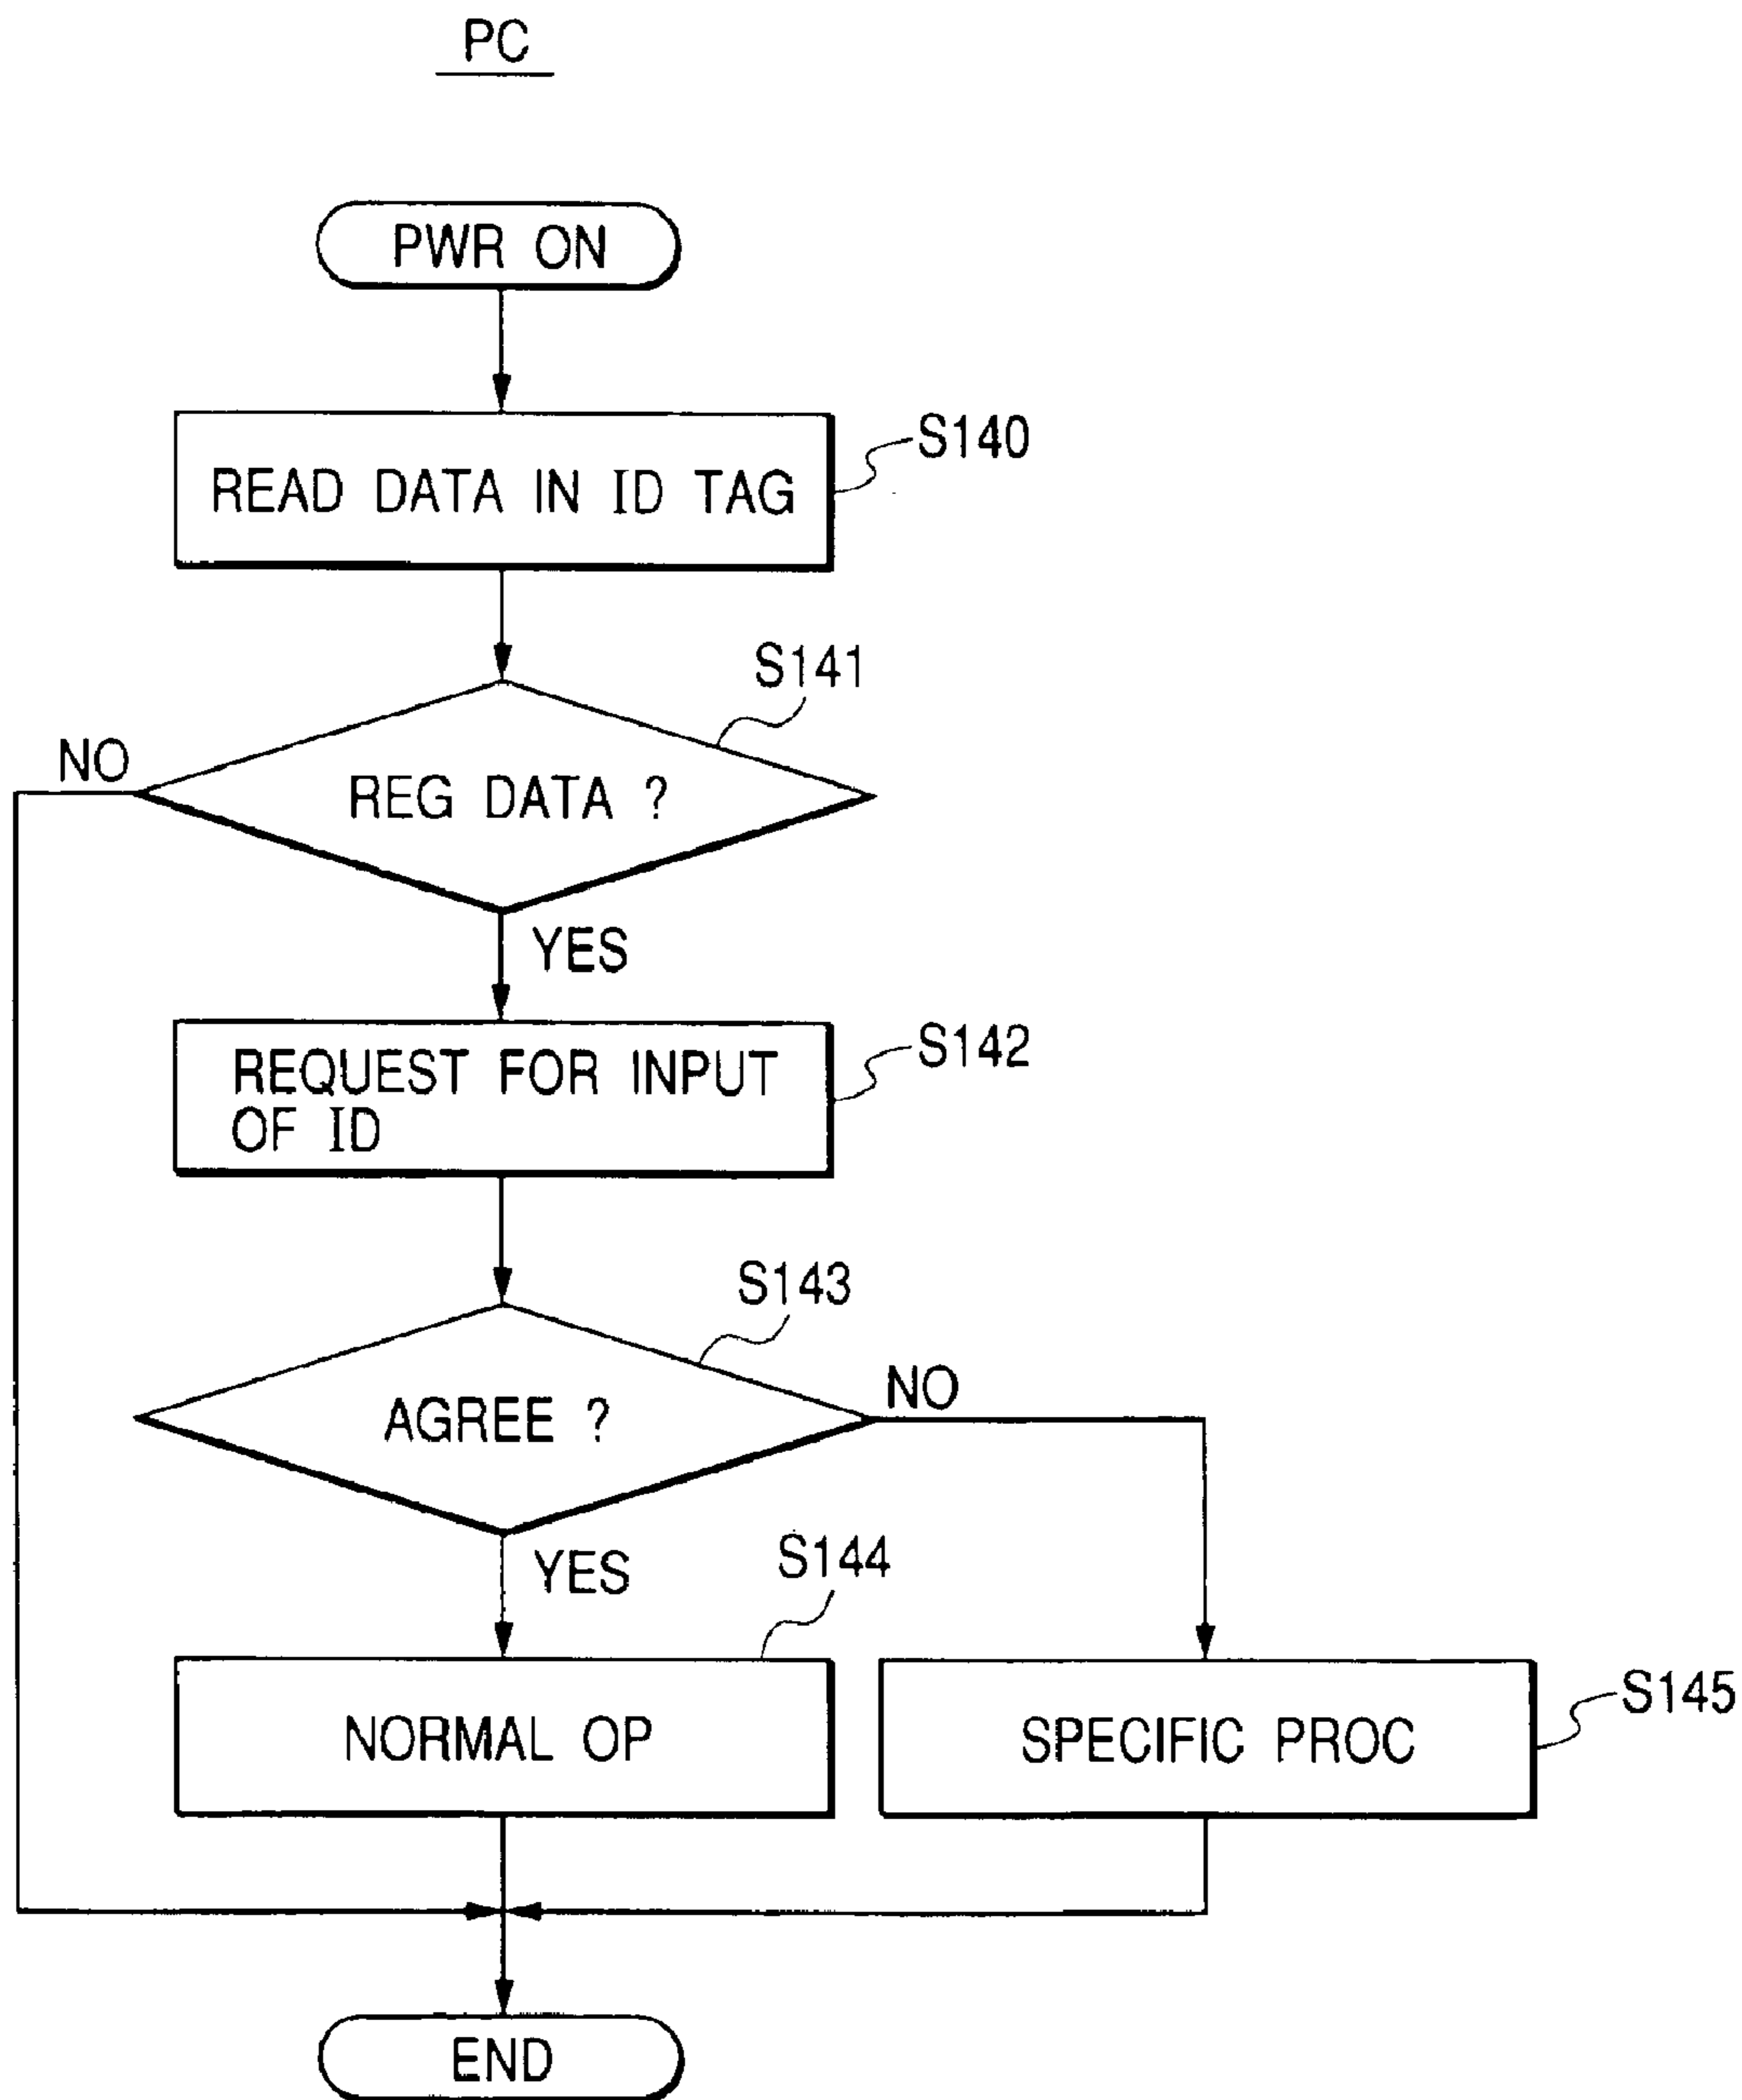 PC
PWR ON
S140
READ DATA IN ID TAG
S141
NO
REG DATA ?
YES
S142
REQUEST FOR INPUT
OF ID
S143
NO
AGREE ?
YES
S144
S145
NORMAL OP
SPECIFIC PROC
END